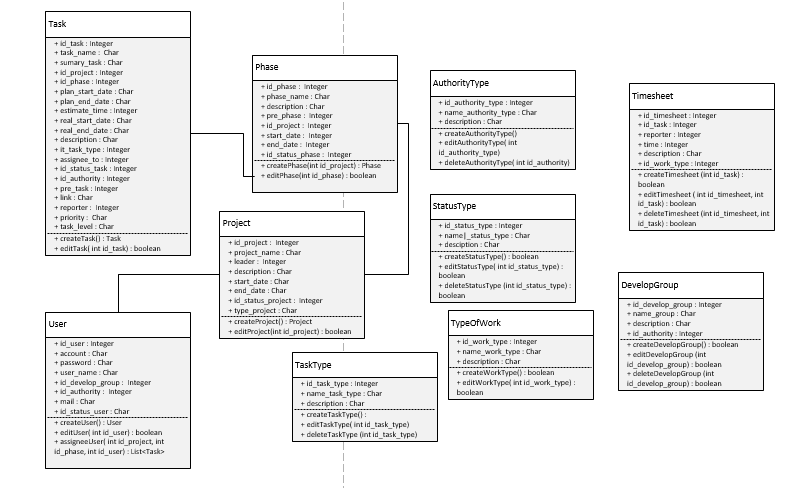 Task
+ id_task : Integer
+ task_name :  Char
+ sumary_task : Char
+ id_project : Integer
+ id_phase : Integer
+ plan_start_date : Char
+ plan_end_date : Char
+ estimate_time : Integer
+ real_start_date : Char
+ real_end_date : Char
+ description : Char
+ it_task_type : Integer
+ assignee_to : Integer
+ id_status_task : Integer
+ id_authority : Integer
+ pre_task : Integer
+ link : Char
+ reporter :  Integer
+ priority :  Char
+ task_level : Char
+ createTask() : Task
+ editTask( int id_task) : boolean
Phase
+ id_phase :  Integer
+ phase_name : Char
+ description : Char
+ pre_phase : Integer
+ id_project : Integer
+ start_date :  Integer
+ end_date :  Integer
+ id_status_phase :  Integer
+ createPhase(int id_project) : Phase
+ editPhase(int id_phase) : boolean
AuthorityType
+ id_authority_type : Integer
+ name_authority_type : Char
+ description : Char
+ createAuthorityType()
+ editAuthorityType( int
id_authority_type)
+ deleteAuthorityType( int id_authority)
Timesheet
+ id_timesheet : Integer
+ id_task : Integer
+ reporter : Integer
+ time : Integer
+ description : Char
+ id_work_type : Integer
+ createTimesheet (int id_task) :
boolean
+ editTimesheet ( int id_timesheet, int
id_task) : boolean
+ deleteTimesheet (int id_timesheet, int
id_task) : boolean
StatusType
+ id_status_type : Integer
+ name|_status_type : Char
+ desciption : Char
+ createStatusType() : boolean
+ editStatusType( int id_status_type) :
boolean
+ deleteStatusType (int id_status_type) :
boolean
Project
+ id_project :  Integer
+ project_name : Char
+ leader :  Integer
+ description : Char
+ start_date : Char
+ end_date : Char
+ id_status_project :  Integer
+ type_project : Char
+ createProject() : Project
+ editProject(int id_project) : boolean
DevelopGroup
+ id_develop_group : Integer
+ name_group : Char
+ description : Char
+ id_authority : Integer
+ createDevelopGroup() : boolean
+ editDevelopGroup (int
id_develop_group) : boolean
+ deleteDevelopGroup (int
id_develop_group) : boolean
User
+ id_user : Integer
+ account : Char
+ password : Char
+ user_name : Char
+ id_develop_group :  Integer
+ id_authority :  Integer
+ mail : Char
+ id_status_user : Char
+ createUser() : User
+ editUser( int id_user) : boolean
+ assigneeUser( int id_project, int
id_phase, int id_user) : List<Task>
TypeOfWork
+ id_work_type : Integer
+ name_work_type : Char
+ description : Char
+ createWorkType() : boolean
+ editWorkType( int id_work_type) :
boolean
TaskType
+ id_task_type : Integer
+ name_task_type : Char
+ description : Char
+ createTaskType() :
+ editTaskType( int id_task_type)
+ deleteTaskType (int id_task_type)